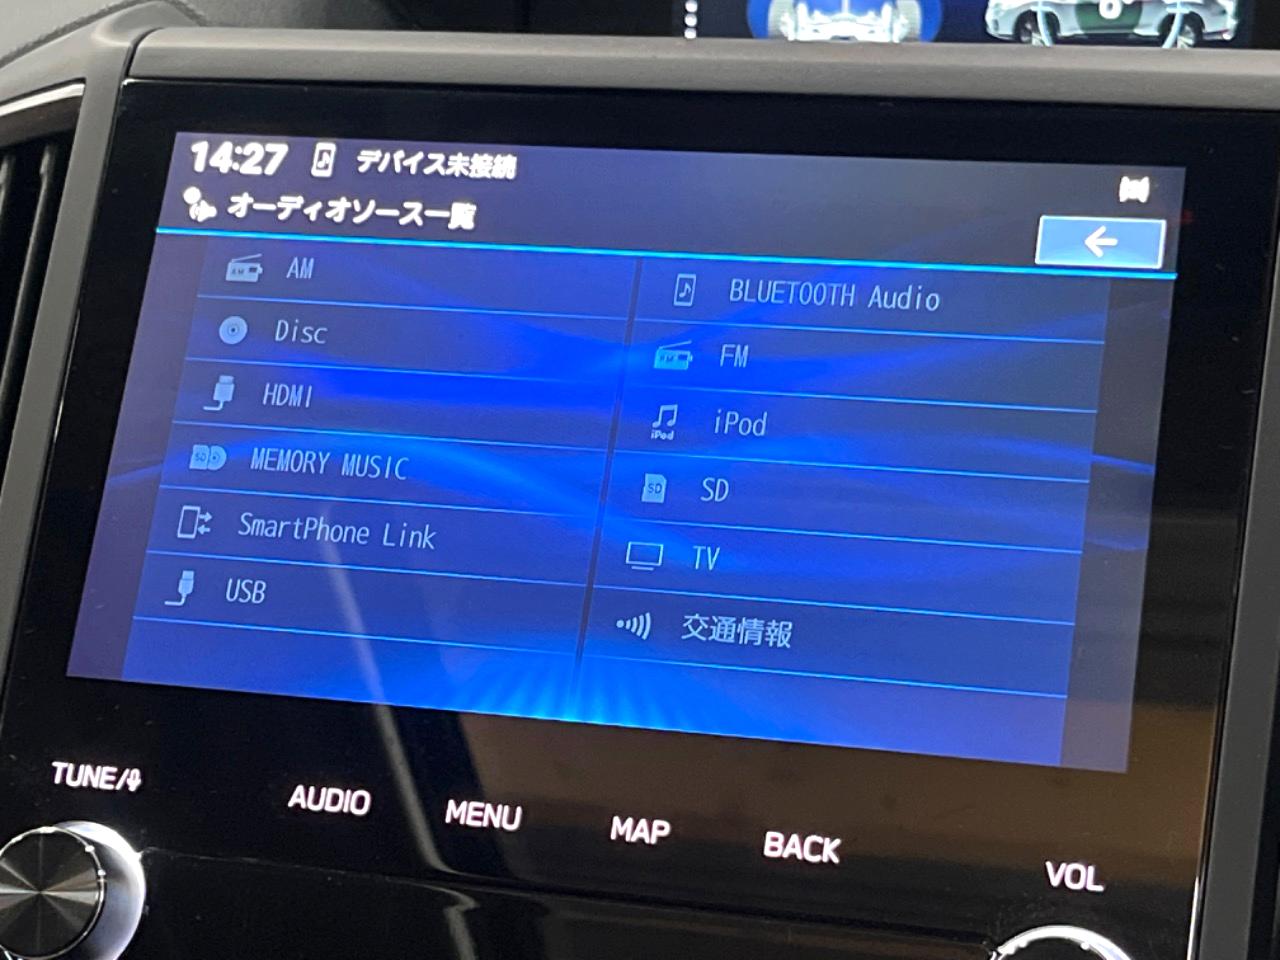 14:27 デバイス未接続
オーディオソース一覧
AM
BLUETOOTH Audio
Disc
FM
HDMI
iPod
MEMORY MUSIC
SD
SmartPhone Link
TV
USB
交通情報
TUNE/
AUDIO
MENU
MAP
BACK
VOL